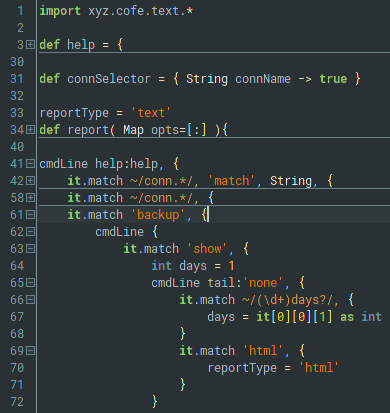 1 import xyz.cofe.text.*
2
3 def help = {
30
31 def connSelector = { String connName -> true }
32
33 reportType = 'text'
34 def report( Map opts=[:] ){
40
41 cmdLine help:help, {
42 it.match ~/conn.*/, 'match', String, {
58 it.match ~/conn.*/, {
61 it.match 'backup', {
62 cmdLine {
63 it.match 'show', {
64 int days = 1
65 cmdLine tail:'none', {
66 it.match ~/(\d+)days?/, {
67 days = it[0][0][1] as int
68 }
69 it.match 'html', {
70 reportType = 'html'
71 }
72 }